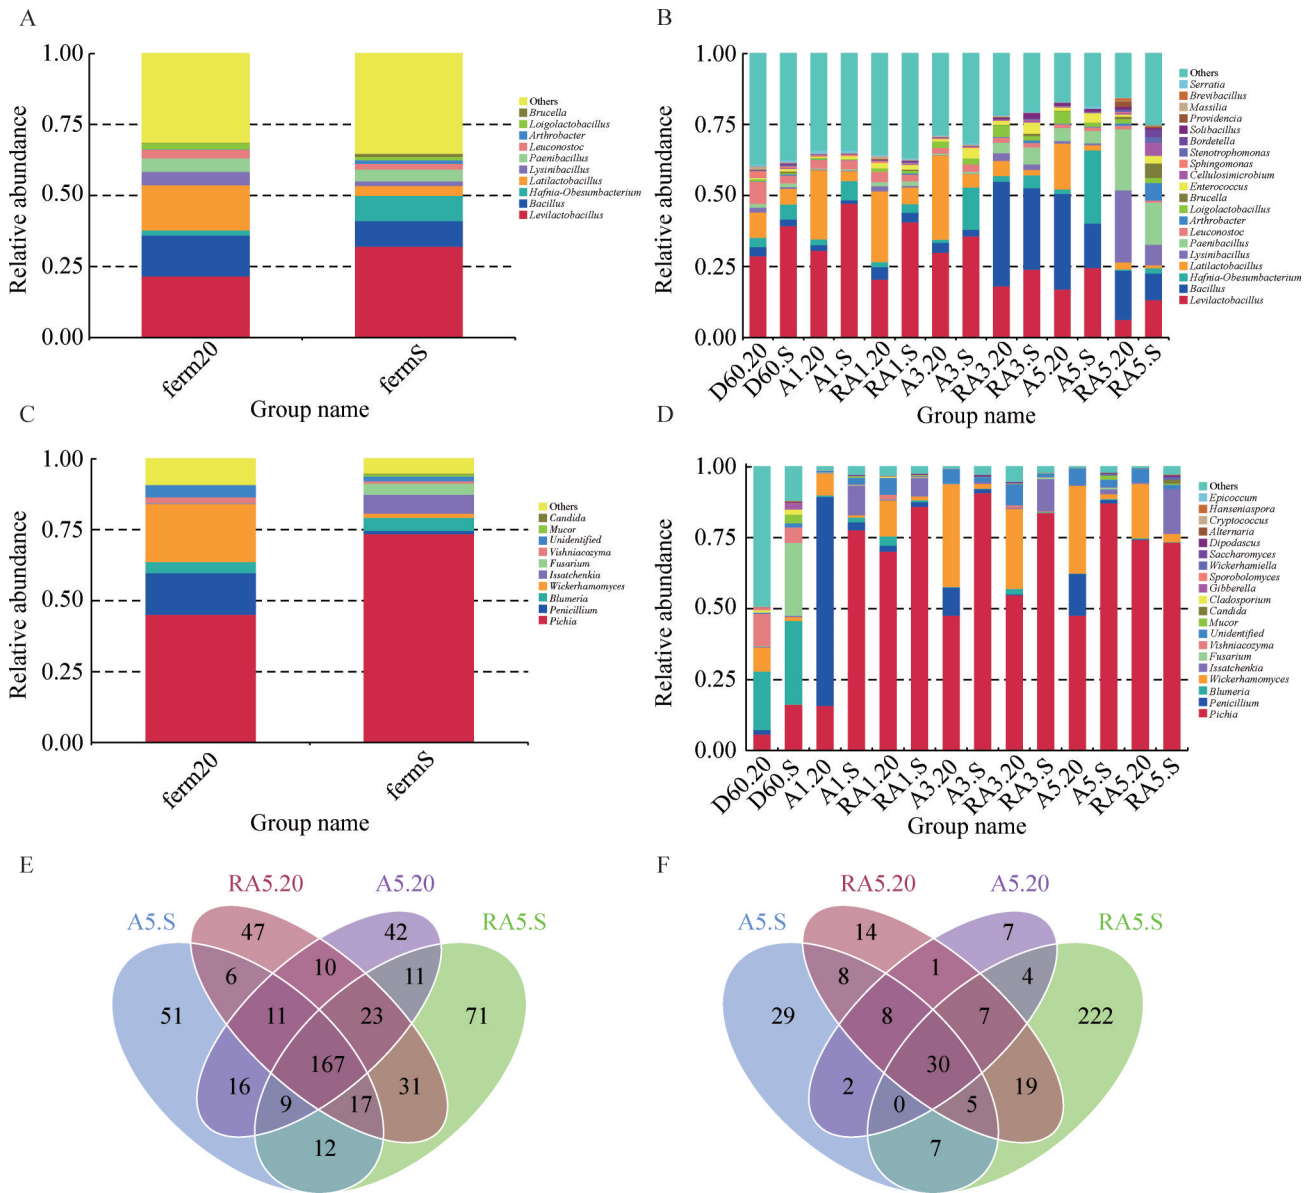 A
Relative abundance
1.00
0.75
0.50
0.25
0.00
ferm20
fermS
Group name
Others
Brucella
Loigolactobacillus
Arthrobacter
Leuconostoc
Paenibacillus
Lysinibacillus
Latilactobacillus
Hafnia-Obesumbacterium
Bacillus
Levilactobacillus
B
Relative abundance
1.00
0.75
0.50
0.25
0.00
D60.20
D60.S
A1.20
A1.S
RA1.20
RA1.S
A3.20
A3.S
RA3.20
RA3.S
A5.20
A5.S
RA5.20
RA5.S
Group name
Others
Serratia
Brevibacillus
Massilia
Providencia
Solibacillus
Bordetella
Stenotrophomonas
Sphingomonas
Cellulosimicrobium
Enterococcus
Brucella
Loigolactobacillus
Arthrobacter
Leuconostoc
Paenibacillus
Lysinibacillus
Latilactobacillus
Hafnia-Obesumbacterium
Bacillus
Levilactobacillus
C
Relative abundance
1.00
0.75
0.50
0.25
0.00
ferm20
fermS
Group name
Others
Candida
Mucor
Unidentified
Vishniacozyma
Fusarium
Issatchenkia
Wickerhamomyces
Blumeria
Penicillium
Pichia
D
Relative abundance
1.00
0.75
0.50
0.25
0.00
D60.20
D60.S
A1.20
A1.S
RA1.20
RA1.S
A3.20
A3.S
RA3.20
RA3.S
A5.20
A5.S
RA5.20
RA5.S
Group name
Others
Epicoccum
Hanseniaspora
Cryptococcus
Alternaria
Dipodascus
Saccharomyces
Wickerhamiella
Sporobolomyces
Gibberella
Cladosporium
Candida
Mucor
Unidentified
Vishniacozyma
Fusarium
Issatchenkia
Wickerhamomyces
Blumeria
Penicillium
Pichia
E
RA5.20 A5.20
A5.S RA5.S
47 42
6 10 11
51 11 23 71
167
16 9 17 31
12
F
RA5.20 A5.20
A5.S RA5.S
14 7
8 1 4
29 8 7 222
30
2 0 5 19
7